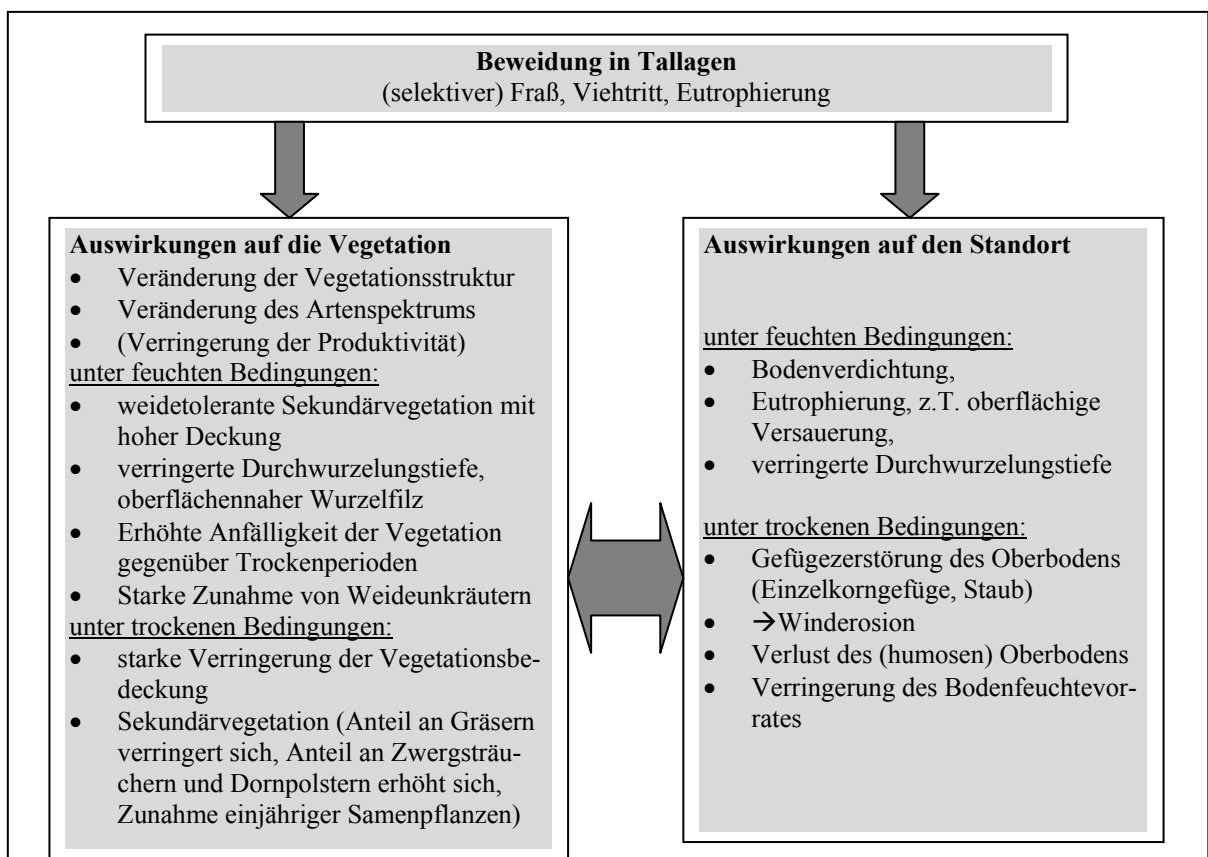 Beweidung in Tallagen
(selektiver) Fraß, Viehtritt, Eutrophierung
Auswirkungen auf die Vegetation
• Veränderung der Vegetationsstruktur
• Veränderung des Artenspektrums
• (Verringerung der Produktivität)
unter feuchten Bedingungen:
• weidetolerante Sekundärvegetation mit
hoher Deckung
• verringerte Durchwurzelungstiefe,
oberflächennaher Wurzelfilz
• Erhöhte Anfälligkeit der Vegetation
gegenüber Trockenperioden
• Starke Zunahme von Weideunkräutern
unter trockenen Bedingungen:
• starke Verringerung der Vegetationsbe-
deckung
• Sekundärvegetation (Anteil an Gräsern
verringert sich, Anteil an Zwergsträu-
chern und Dornpolstern erhöht sich,
Zunahme einjähriger Samenpflanzen)
Auswirkungen auf den Standort
unter feuchten Bedingungen:
• Bodenverdichtung,
• Eutrophierung, z.T. oberflächige
Versauerung,
• verringerte Durchwurzelungstiefe
unter trockenen Bedingungen:
• Gefügezerstörung des Oberbodens
(Einzelkorngefüge, Staub)
• →Winderosion
• Verlust des (humosen) Oberbodens
• Verringerung des Bodenfeuchtevor-
rates